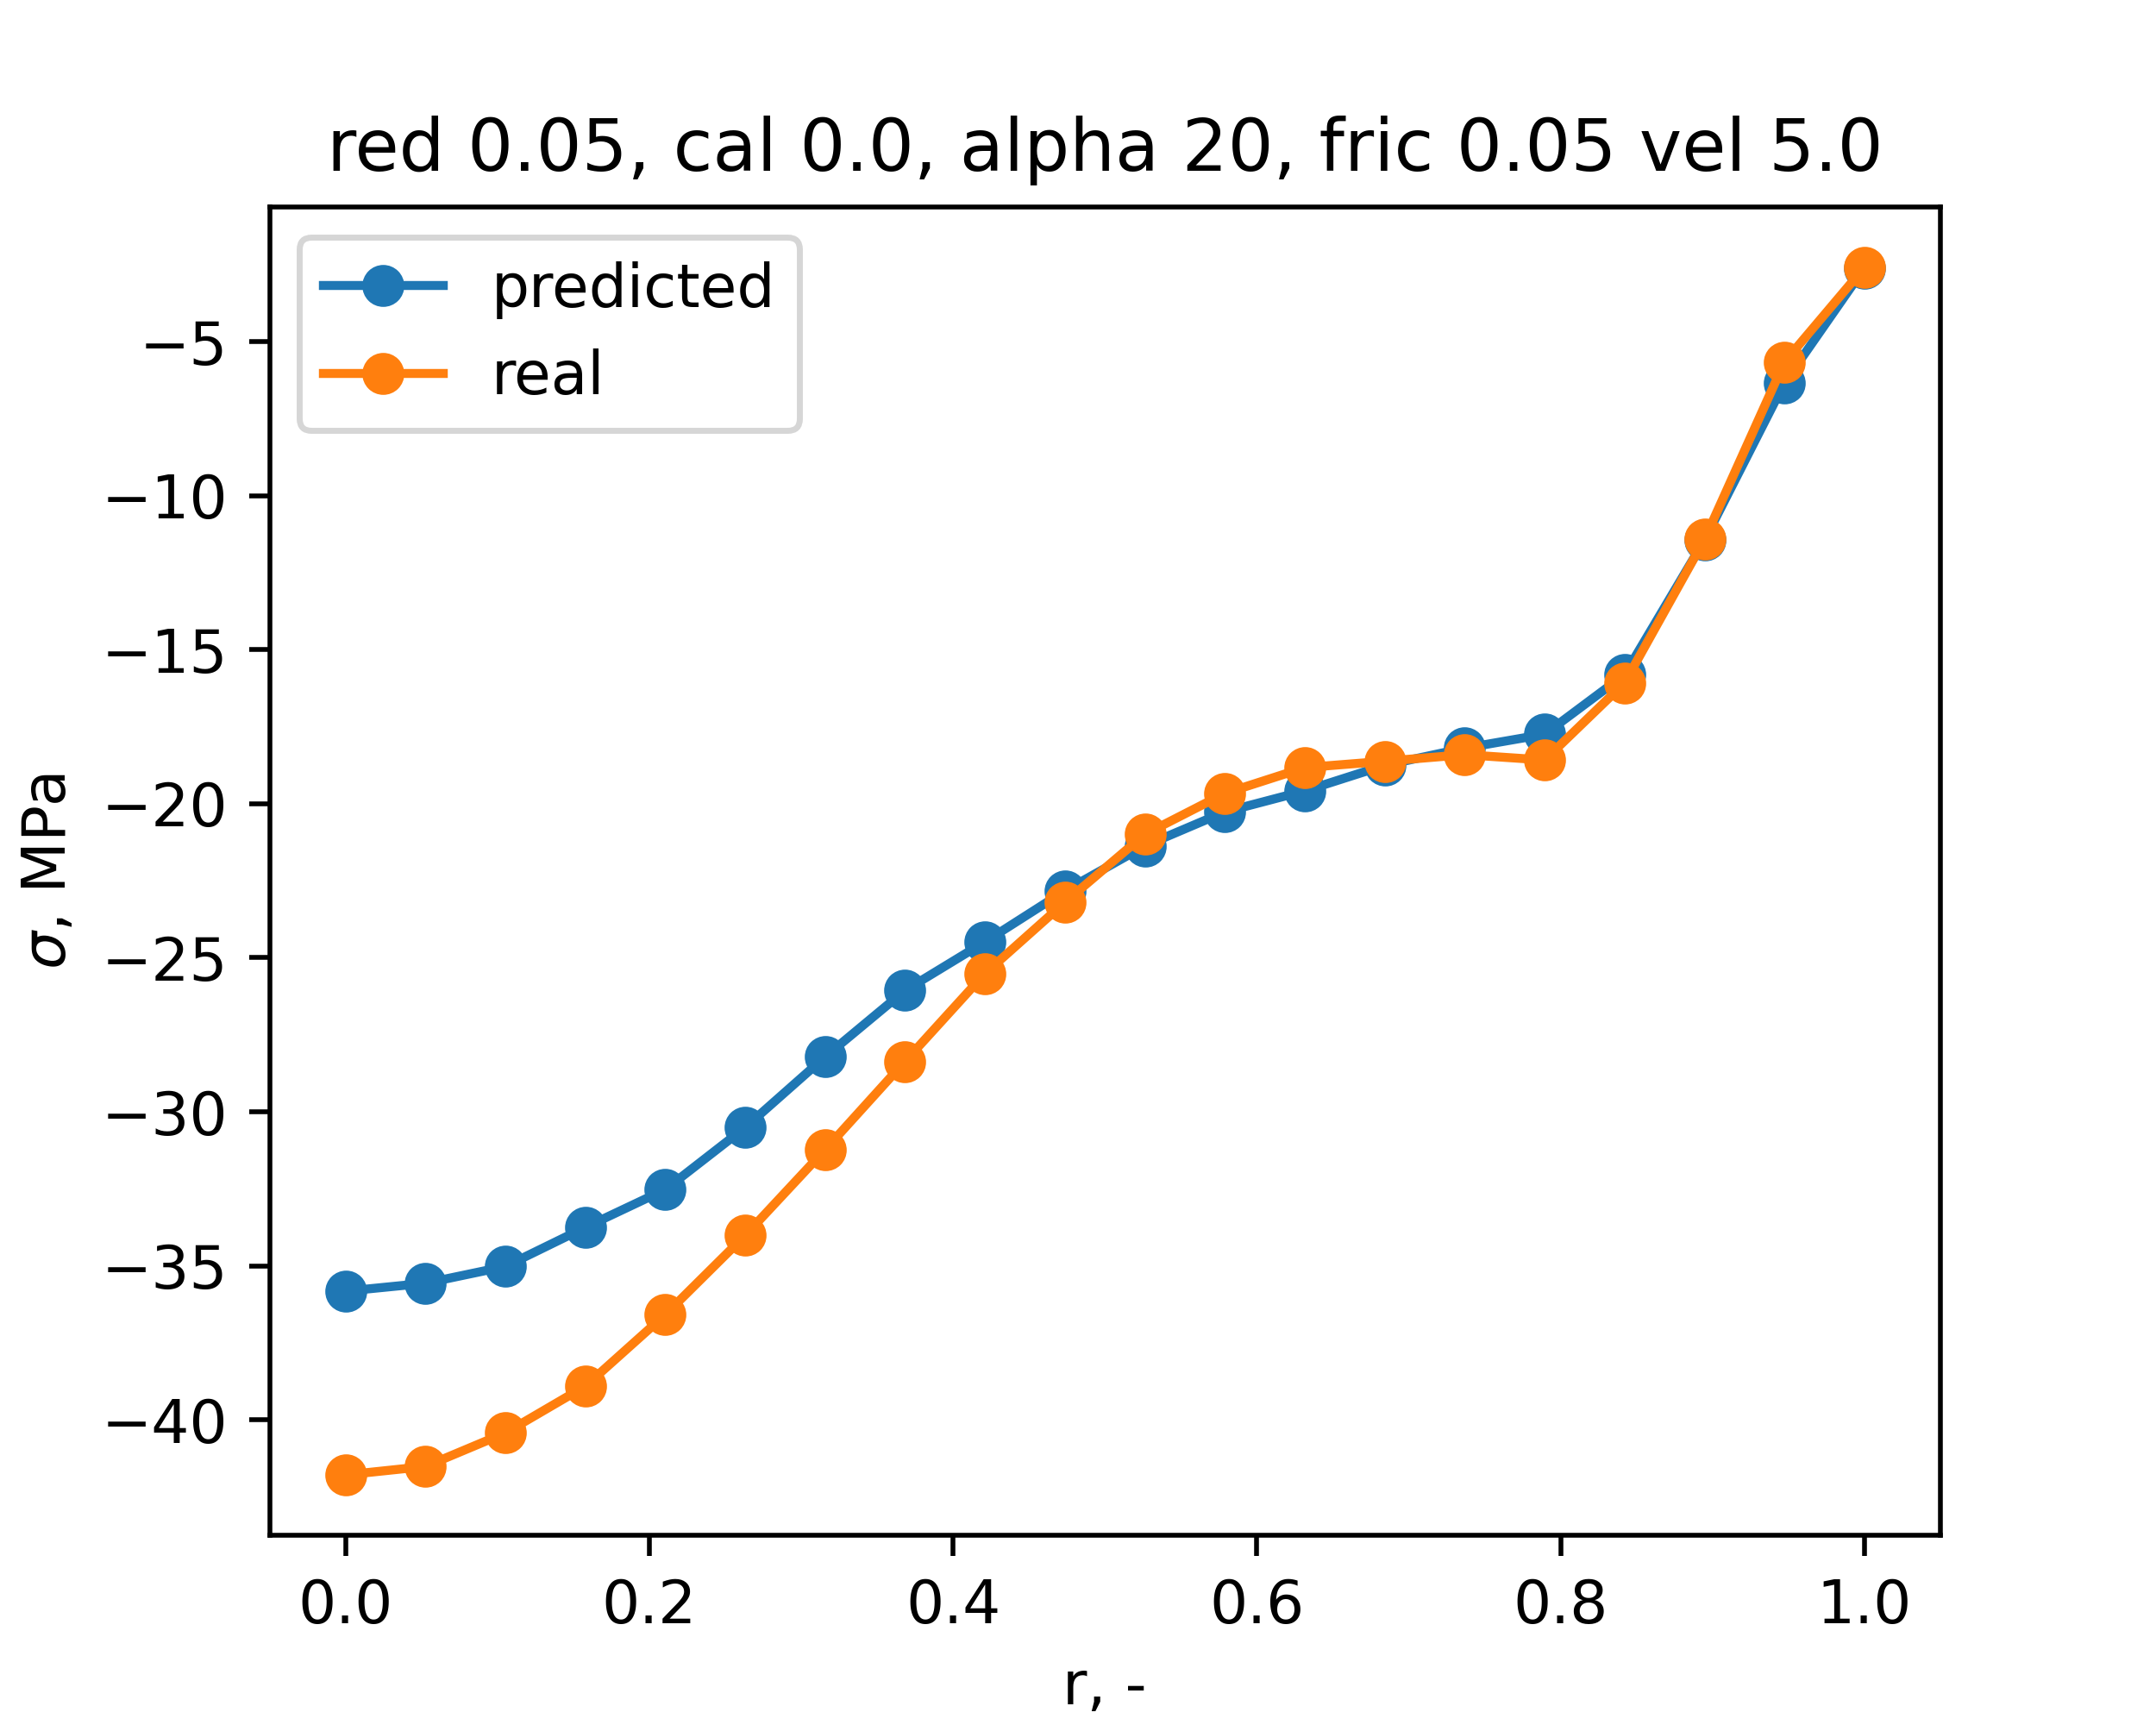 red 0.05, cal 0.0, alpha 20, fric 0.05 vel 5.0
predicted
real
−5
−10
−15
−20
−25
−30
−35
−40
σ, MPa
0.0 0.2 0.4 0.6 0.8 1.0
r, -